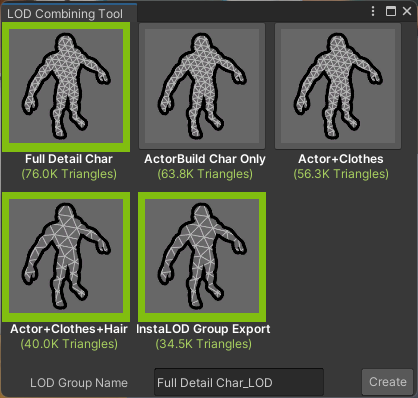 LOD Combining Tool
Full Detail Char
(76.0K Triangles)
ActorBuild Char Only
(63.8K Triangles)
Actor+Clothes
(56.3K Triangles)
Actor+Clothes+Hair
(40.0K Triangles)
InstaLOD Group Export
(34.5K Triangles)
LOD Group Name
Full Detail Char_LOD
Create